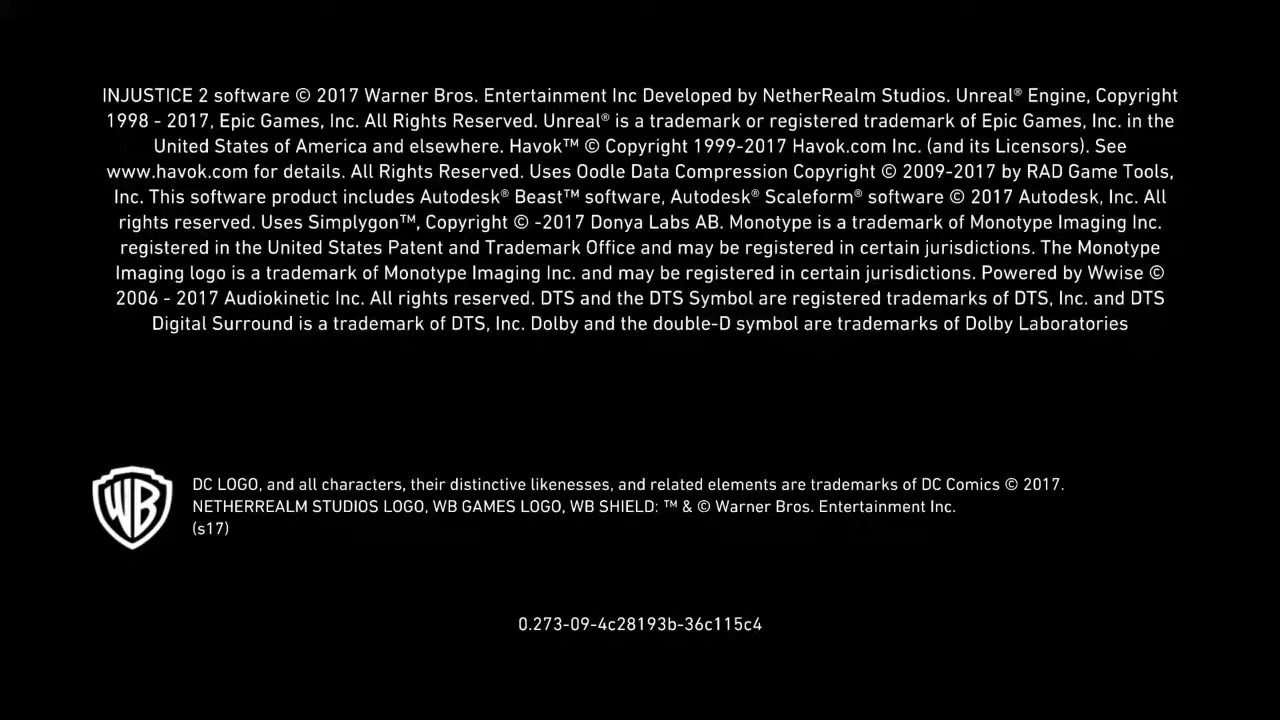 INJUSTICE 2 software © 2017 Warner Bros. Entertainment Inc Developed by NetherRealm Studios. Unreal® Engine, Copyright
1998 - 2017, Epic Games, Inc. All Rights Reserved. Unreal® is a trademark or registered trademark of Epic Games, Inc. in the
United States of America and elsewhere. Havok™ © Copyright 1999-2017 Havok.com Inc. (and its Licensors). See
www.havok.com for details. All Rights Reserved. Uses Oodle Data Compression Copyright © 2009-2017 by RAD Game Tools,
Inc. This software product includes Autodesk® Beast™ software, Autodesk® Scaleform® software © 2017 Autodesk, Inc. All
rights reserved. Uses Simplygon™, Copyright © -2017 Donya Labs AB. Monotype is a trademark of Monotype Imaging Inc.
registered in the United States Patent and Trademark Office and may be registered in certain jurisdictions. The Monotype
Imaging logo is a trademark of Monotype Imaging Inc. and may be registered in certain jurisdictions. Powered by Wwise ©
2006 - 2017 Audiokinetic Inc. All rights reserved. DTS and the DTS Symbol are registered trademarks of DTS, Inc. and DTS
Digital Surround is a trademark of DTS, Inc. Dolby and the double-D symbol are trademarks of Dolby Laboratories
WB
DC LOGO, and all characters, their distinctive likenesses, and related elements are trademarks of DC Comics © 2017.
NETHERREALM STUDIOS LOGO, WB GAMES LOGO, WB SHIELD: ™ & © Warner Bros. Entertainment Inc.
(s17)
0.273-09-4c28193b-36c115c4